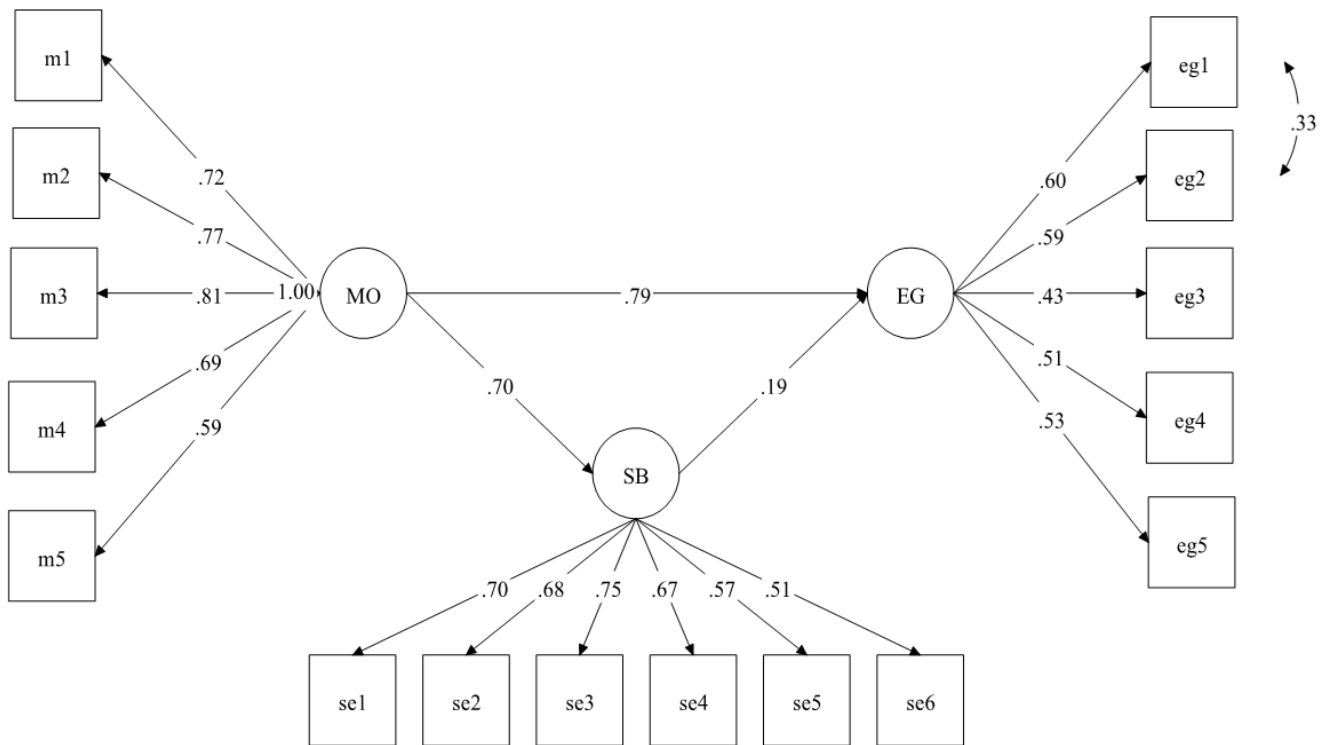 m1
eg1
.33
m2
.72
.60
eg2
.77
.59
m3
.81
1.00
MO
.79
EG
.43
eg3
.69
.51
.70
.19
m4
.59
.53
eg4
SB
m5
eg5
.70
.68
.75
.67
.57
.51
se1
se2
se3
se4
se5
se6